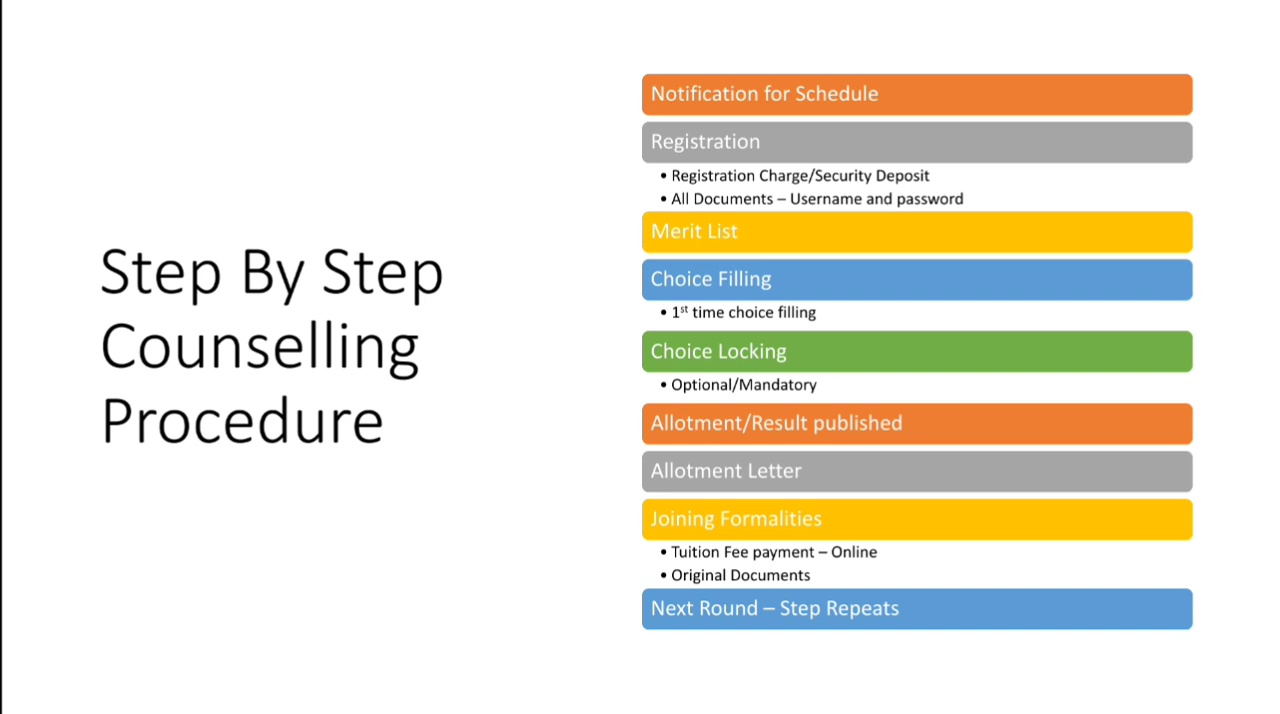 Step By Step
Counselling
Procedure
Notification for Schedule
Registration
• Registration Charge/Security Deposit
• All Documents – Username and password
Merit List
Choice Filling
• 1st time choice filling
Choice Locking
• Optional/Mandatory
Allotment/Result published
Allotment Letter
Joining Formalities
• Tuition Fee payment – Online
• Original Documents
Next Round – Step Repeats